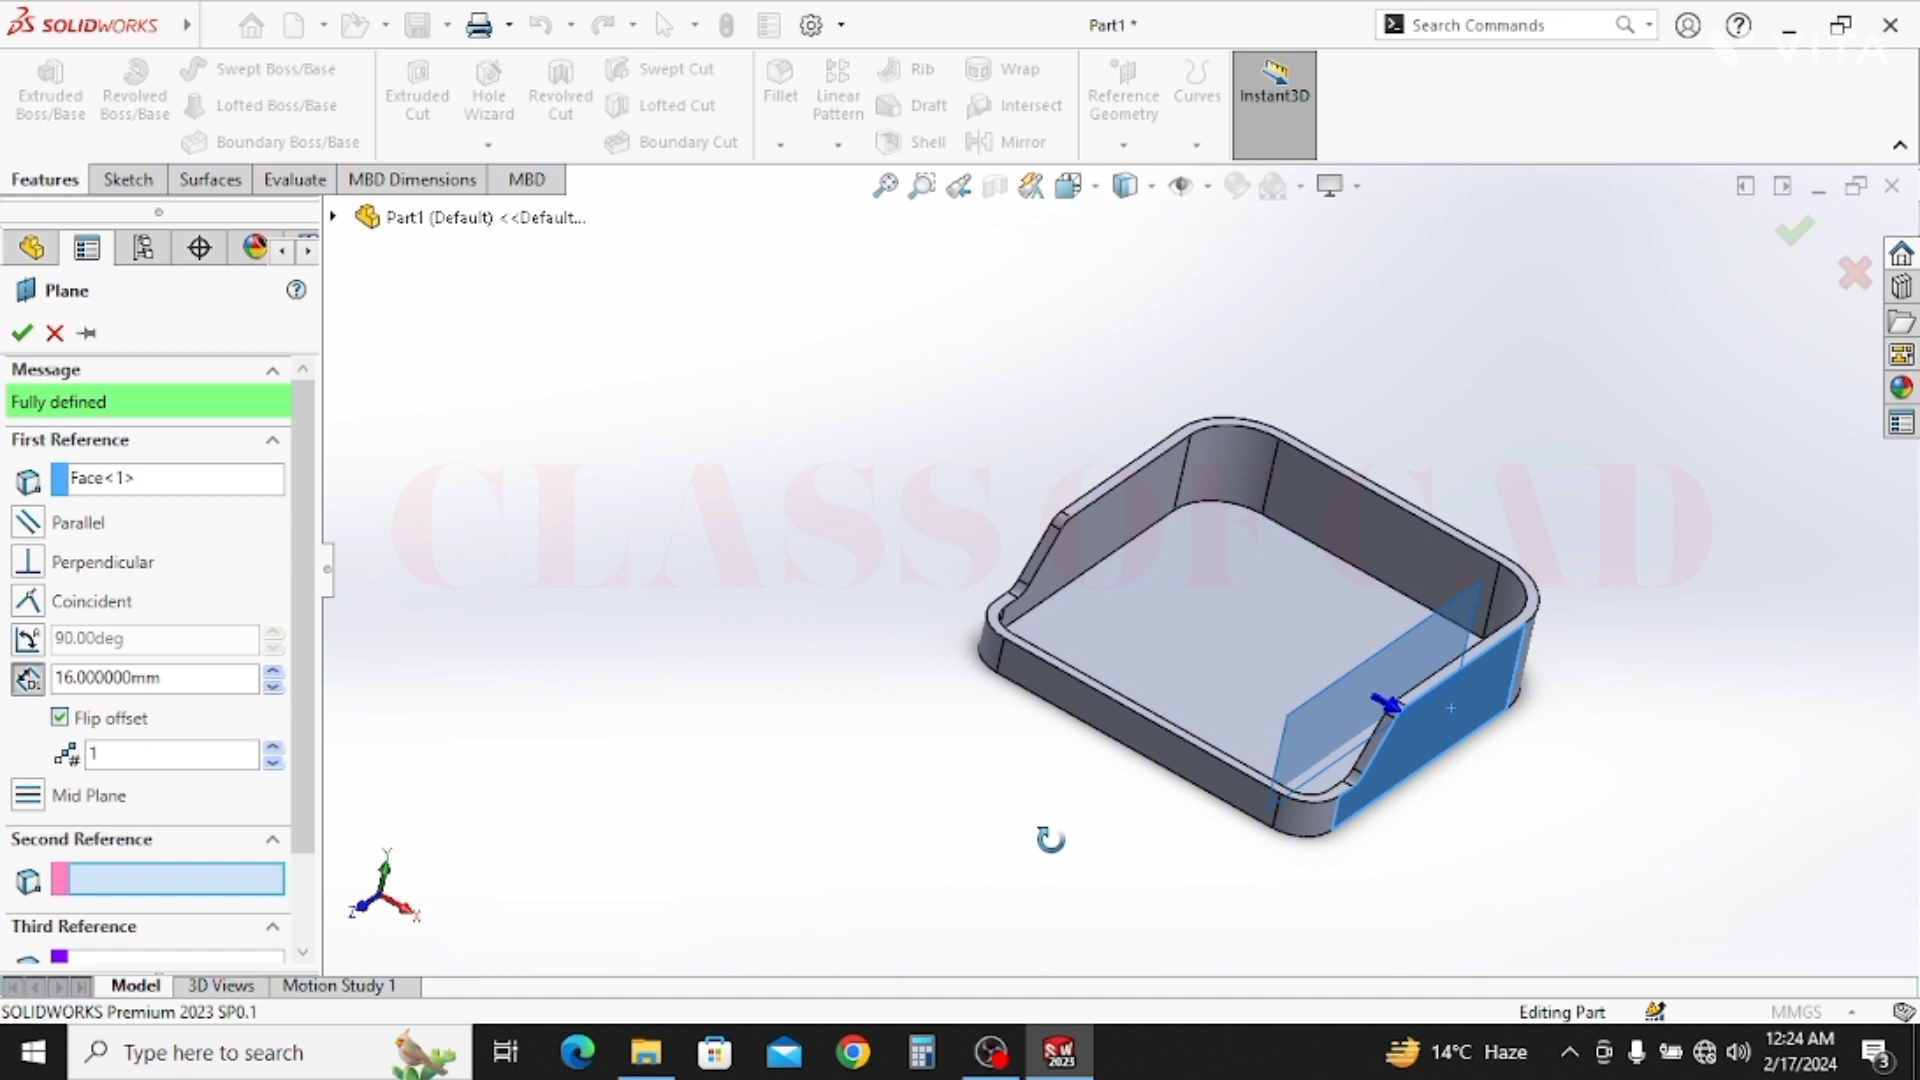 SOLIDWORKS
Part1 *
Search Commands
VITA
Extruded Boss/Base
Revolved Boss/Base
Swept Boss/Base
Lofted Boss/Base
Boundary Boss/Base
Extruded Cut
Hole Wizard
Revolved Cut
Swept Cut
Lofted Cut
Boundary Cut
Fillet
Linear Pattern
Rib
Draft
Shell
Wrap
Intersect
Mirror
Reference Geometry
Curves
Instant3D
Features
Sketch
Surfaces
Evaluate
MBD Dimensions
MBD
Part1 (Default) <<Default...
Plane
Message
Fully defined
First Reference
Face<1>
Parallel
Perpendicular
Coincident
90.00deg
16.000000mm
Flip offset
1
Mid Plane
Second Reference
Third Reference
CLASS OF CAD
Y
Z
X
Model
3D Views
Motion Study 1
SOLIDWORKS Premium 2023 SP0.1
Editing Part
MMGS
Type here to search
SW 2023
14°C Haze
12:24 AM
2/17/2024
3